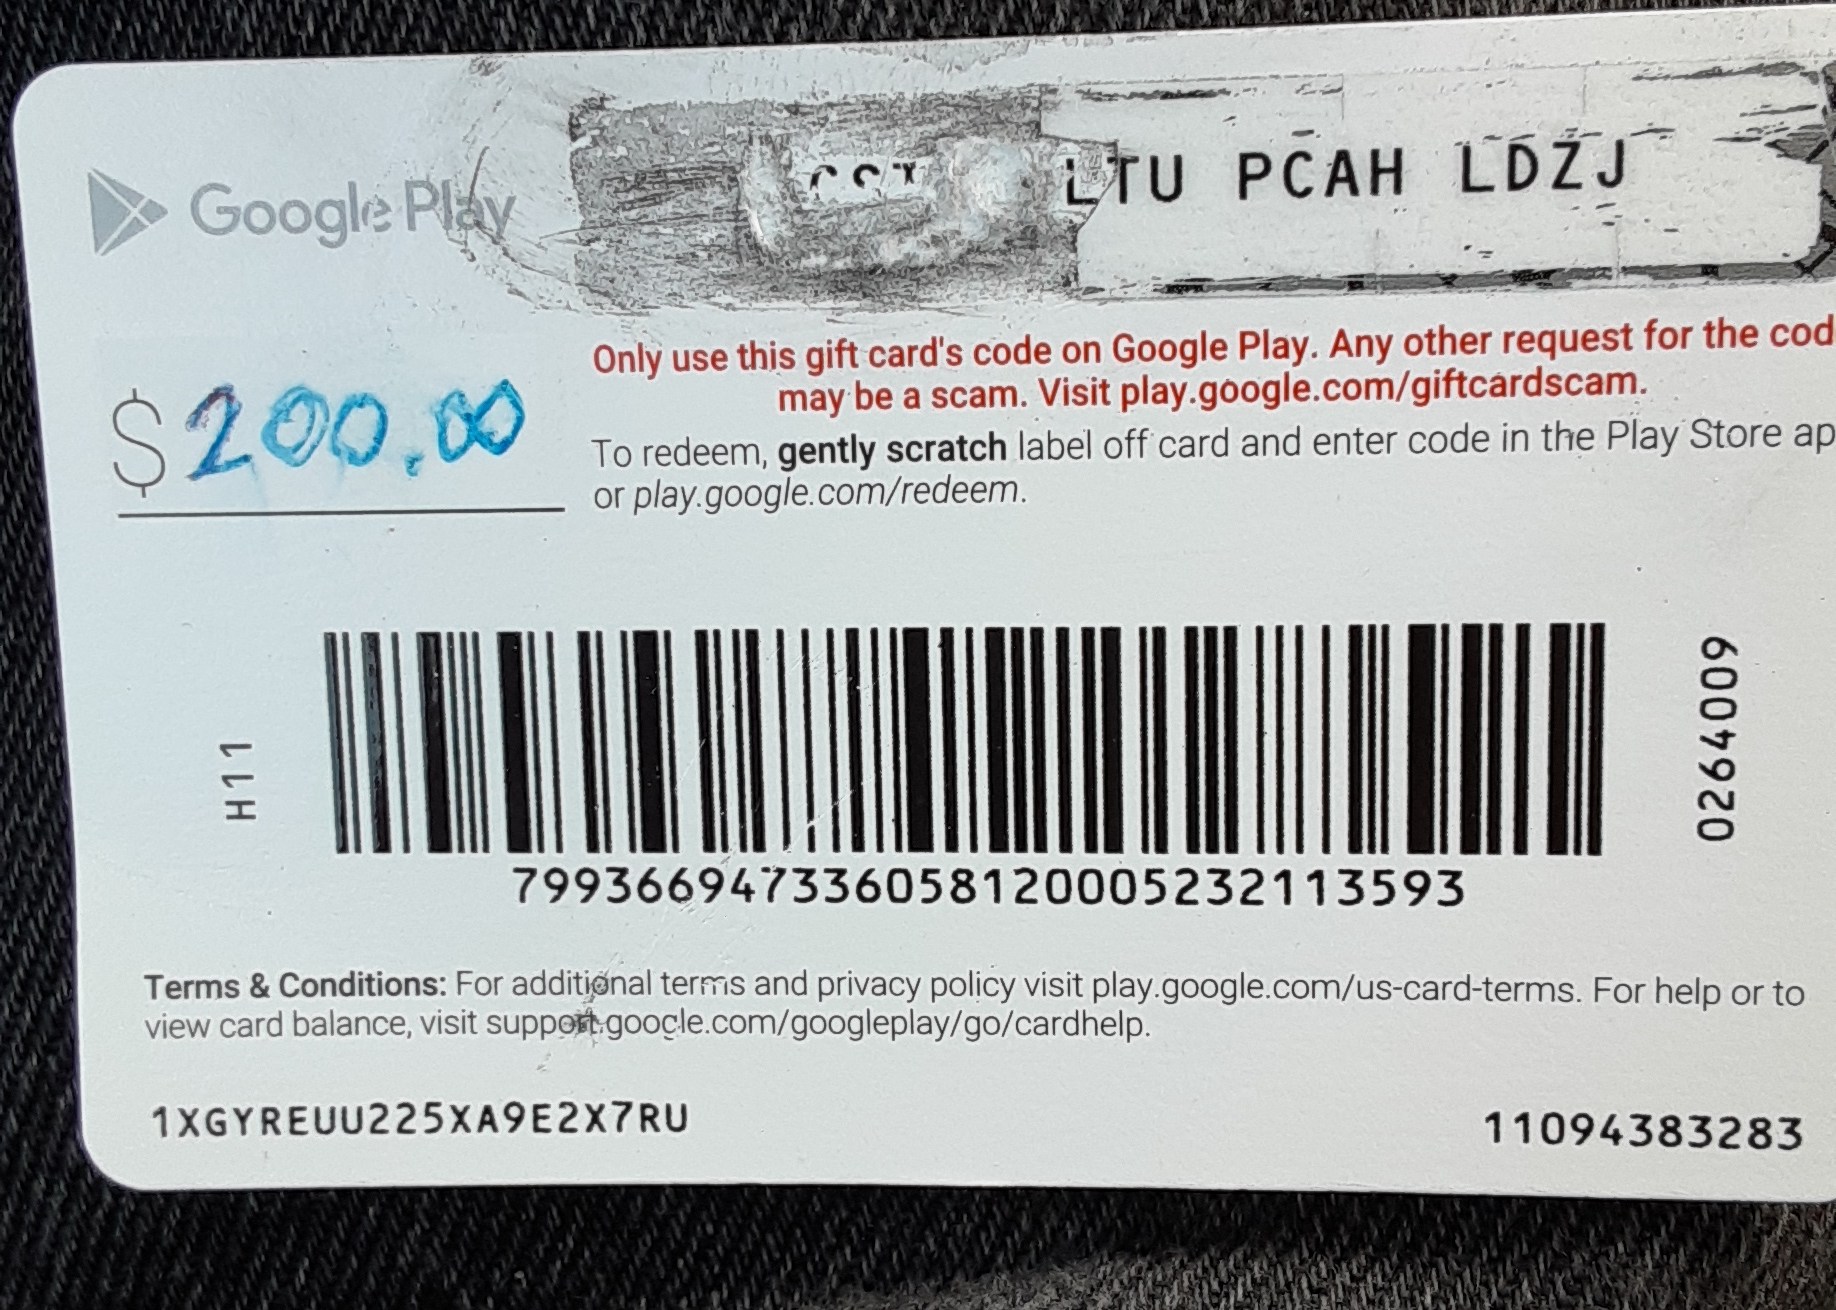 Google Play
LTU PCAH LDZJ
Only use this gift card's code on Google Play. Any other request for the cod
may be a scam. Visit play.google.com/giftcardscam.
$200.00
To redeem, gently scratch label off card and enter code in the Play Store ap
or play.google.com/redeem.
H11
0264009
799366947336058120005232113593
Terms & Conditions: For additional terms and privacy policy visit play.google.com/us-card-terms. For help or to
view card balance, visit support.google.com/googleplay/go/cardhelp.
1XGYREUU225XA9E2X7RU
11094383283